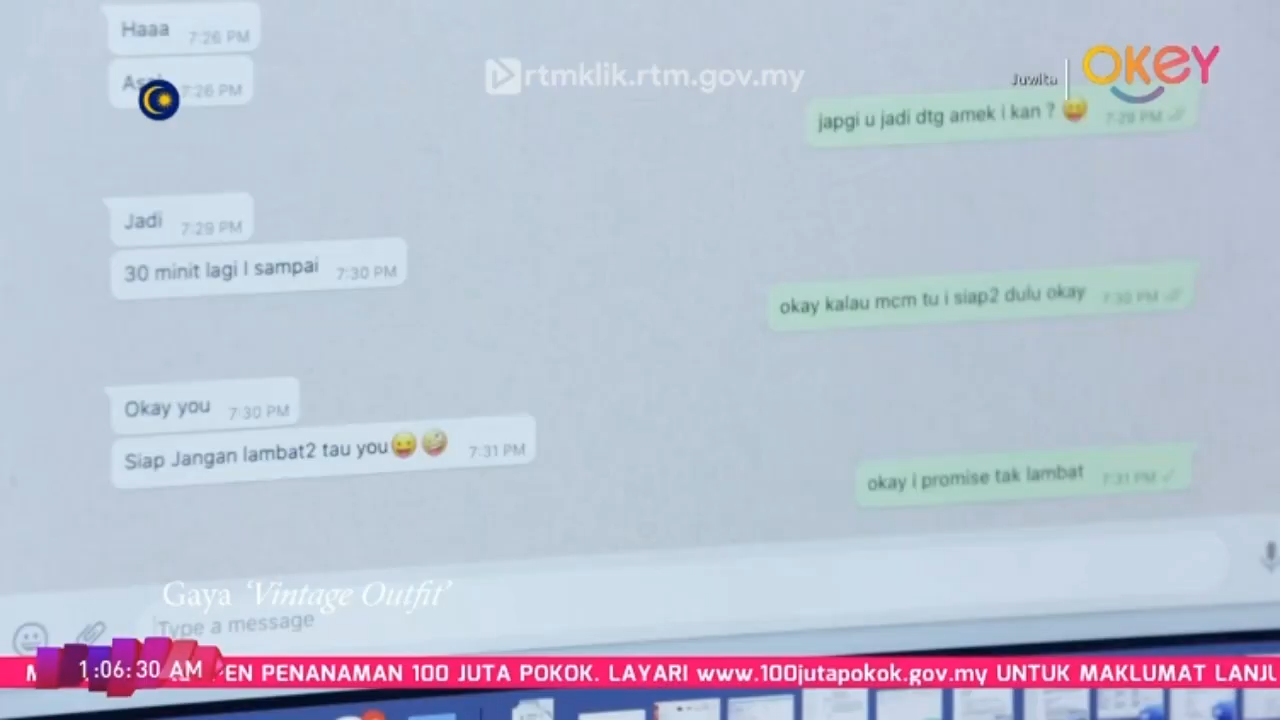 Haaa 7:26 PM
7:26 PM
rtmklik.rtm.gov.my
Juwita
OKEY
japgi u jadi dtg amek i kan ? 😝 7:29 PM
Jadi 7:29 PM
30 minit lagi I sampai 7:30 PM
okay kalau mcm tu i siap2 dulu okay 7:30 PM
Okay you 7:30 PM
Siap Jangan lambat2 tau you😛🤪 7:31 PM
okay i promise tak lambat 7:31 PM
Gaya ‘Vintage Outfit’
Type a message
1:06:30 AM
EN PENANAMAN 100 JUTA POKOK. LAYARI www.100jutapokok.gov.my UNTUK MAKLUMAT LANJU